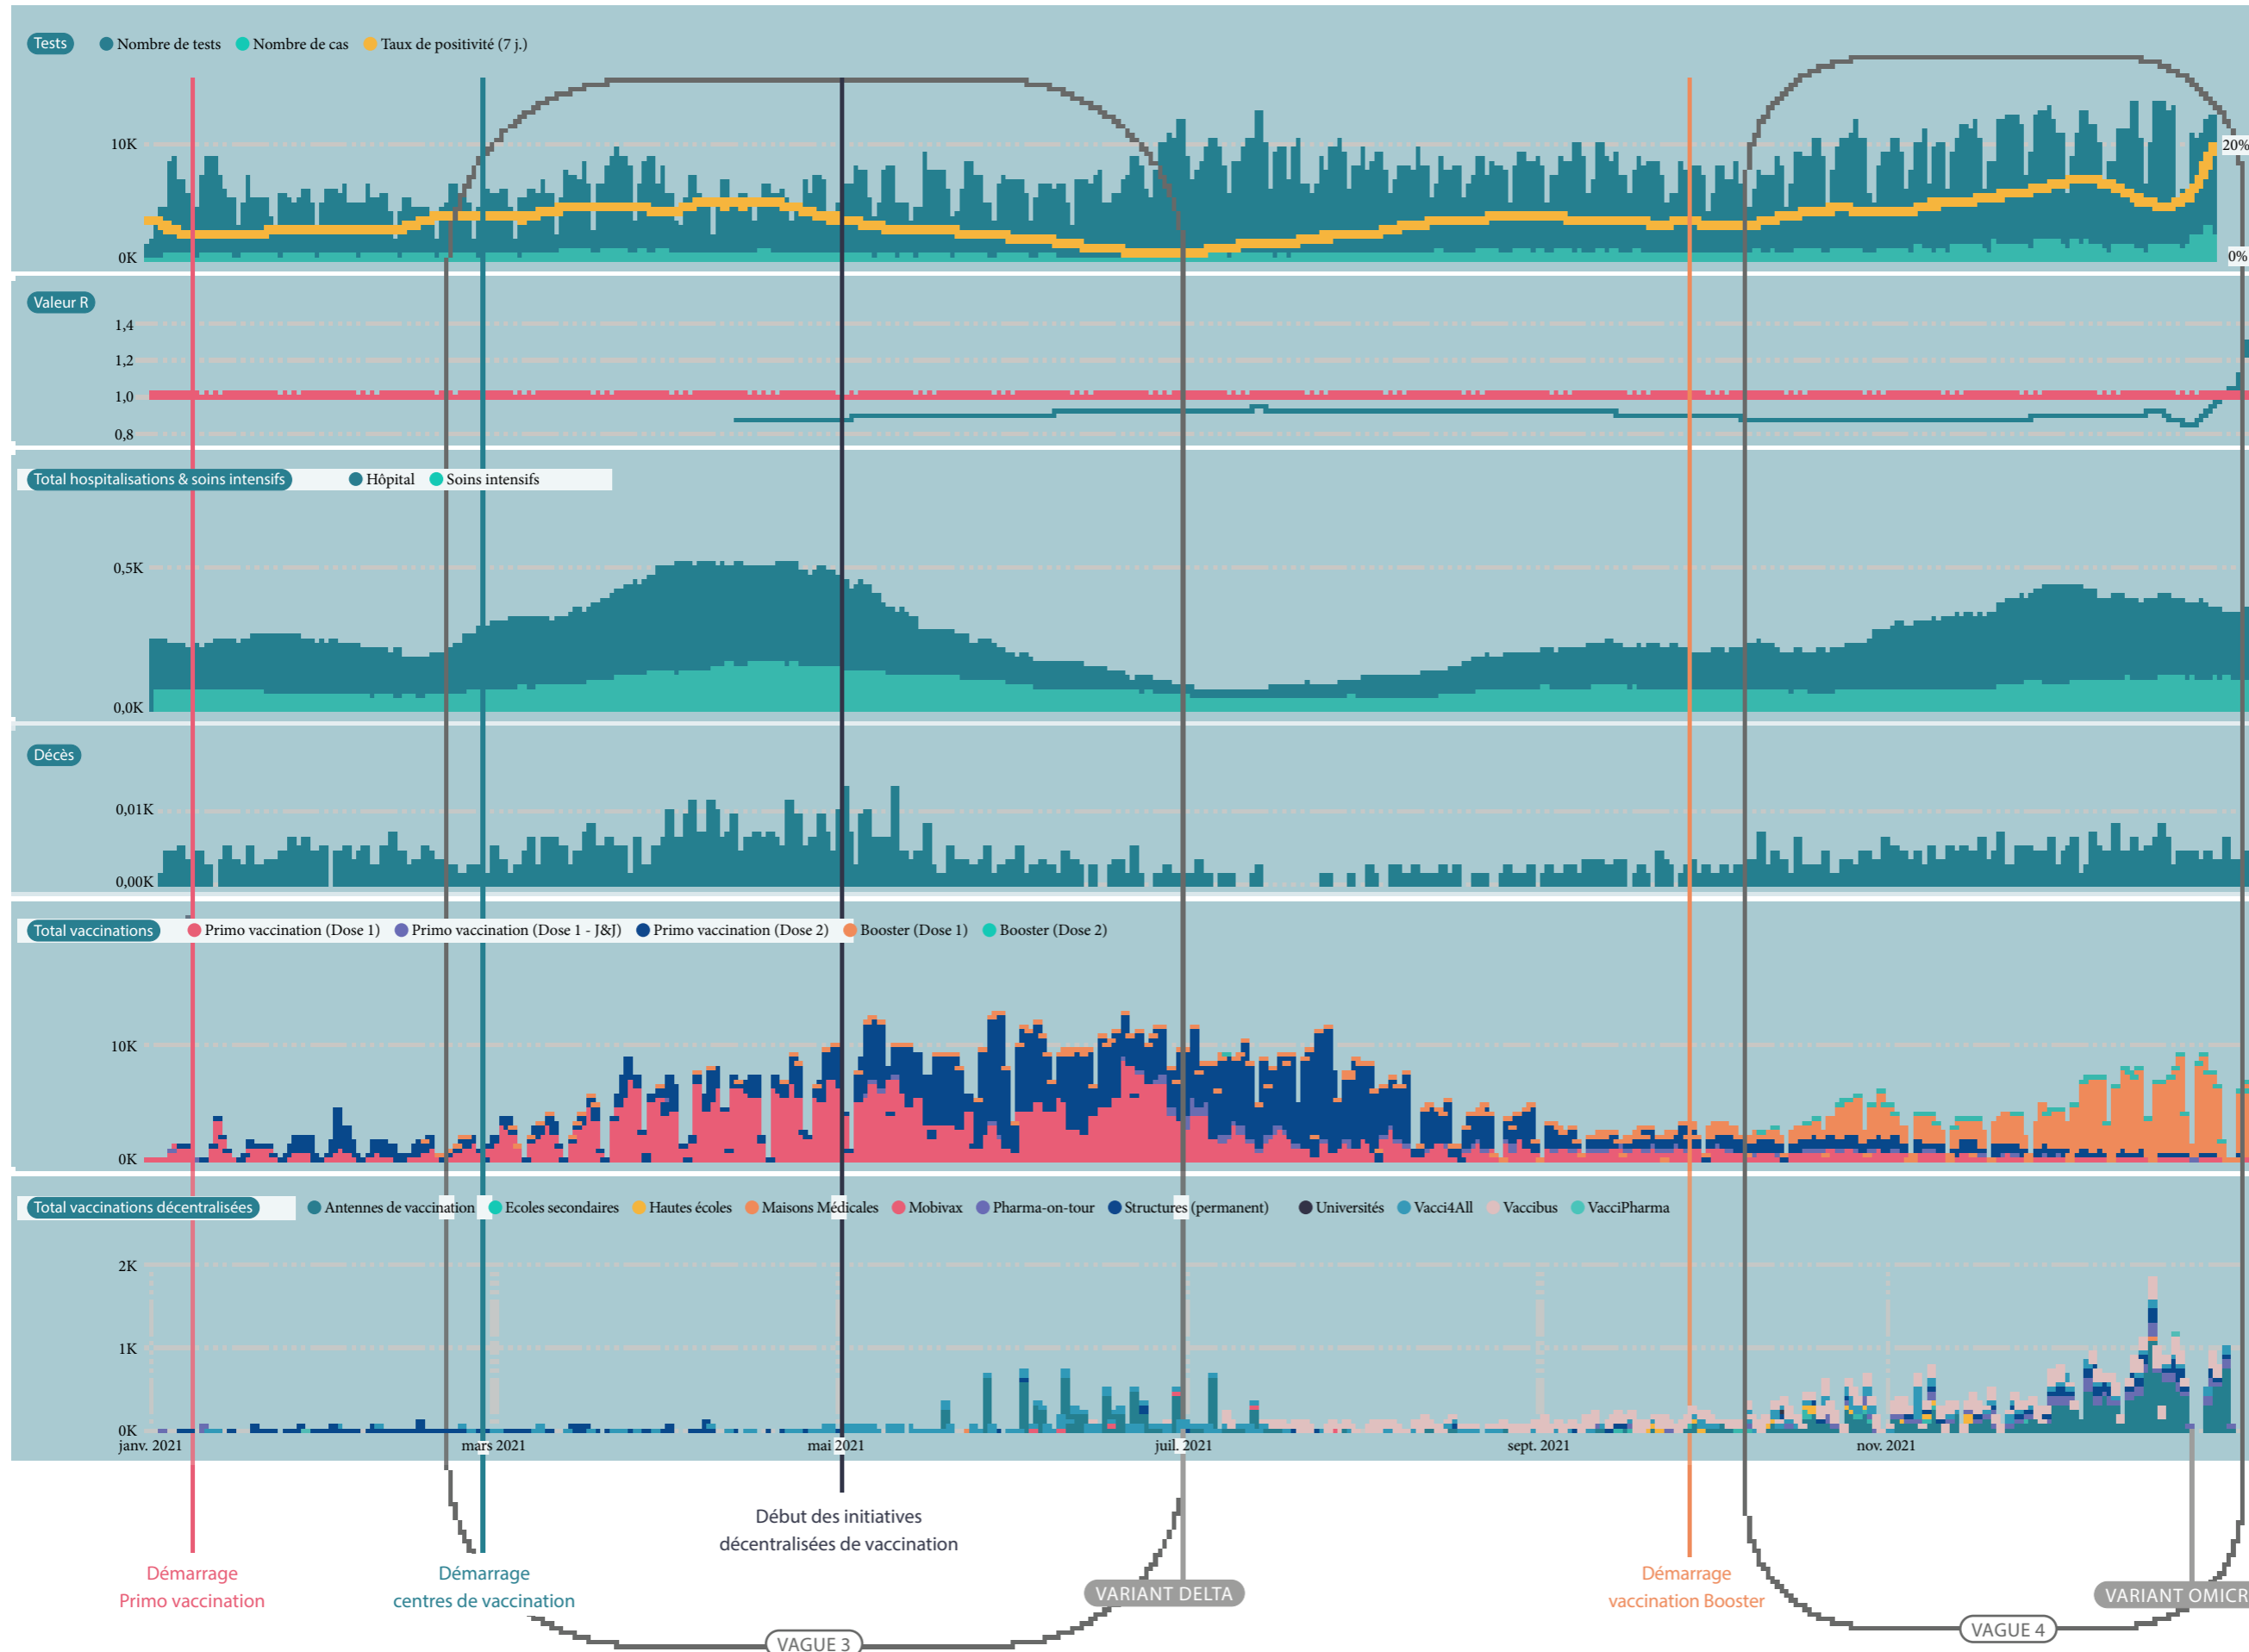 Tests Nombre de tests Nombre de cas Taux de positivité (7 j.)
10K
20%
0K
0%
Valeur R
1,4
1,2
1,0
0,8
Total hospitalisations & soins intensifs Hôpital Soins intensifs
0,5K
0,0K
Décès
0,01K
0,00K
Total vaccinations Primo vaccination (Dose 1) Primo vaccination (Dose 1 - J&J) Primo vaccination (Dose 2) Booster (Dose 1) Booster (Dose 2)
10K
0K
Total vaccinations décentralisées Antennes de vaccination Ecoles secondaires Hautes écoles Maisons Médicales Mobivax Pharma-on-tour Structures (permanent) Universités Vacci4All Vaccibus VacciPharma
2K
1K
0K
janv. 2021 mars 2021 mai 2021 juil. 2021 sept. 2021 nov. 2021
Début des initiatives
décentralisées de vaccination
Démarrage
Primo vaccination
Démarrage
centres de vaccination
VARIANT DELTA
Démarrage
vaccination Booster
VARIANT OMICR
VAGUE 3
VAGUE 4